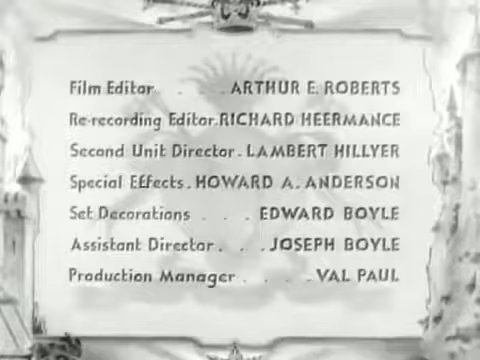 Film Editor . . . ARTHUR E. ROBERTS
Re-recording Editor.RICHARD HEERMANCE
Second Unit Director . LAMBERT HILLYER
Special Effects . HOWARD A. ANDERSON
Set Decorations . . . EDWARD BOYLE
Assistant Director . . . JOSEPH BOYLE
Production Manager . . . . VAL PAUL